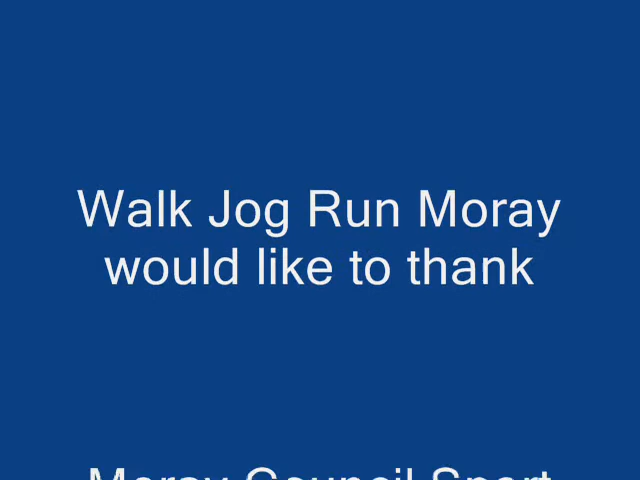 Walk Jog Run Moray
would like to thank
Moray Council Sport